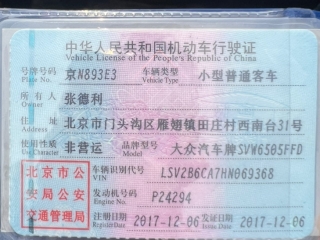 中华人民共和国机动车行驶证
Vehicle License of the People's Republic of China
号牌号码 京N893E3 车辆类型 小型普通客车
Plate No. Vehicle Type
所有人 张德利
Owner
住址 北京市门头沟区雁翅镇田庄村西南台31号
Address
使用性质 非营运 品牌型号 大众汽车牌SVW6505FFD
Use Character Model
北京市公 车辆识别代号 LSV2B6CA7HN069368
VIN
安局公安 发动机号码 P24294
Engine No.
交通管理局 注册日期 2017-12-06 发证日期 2017-12-06
Register Date Issue Date